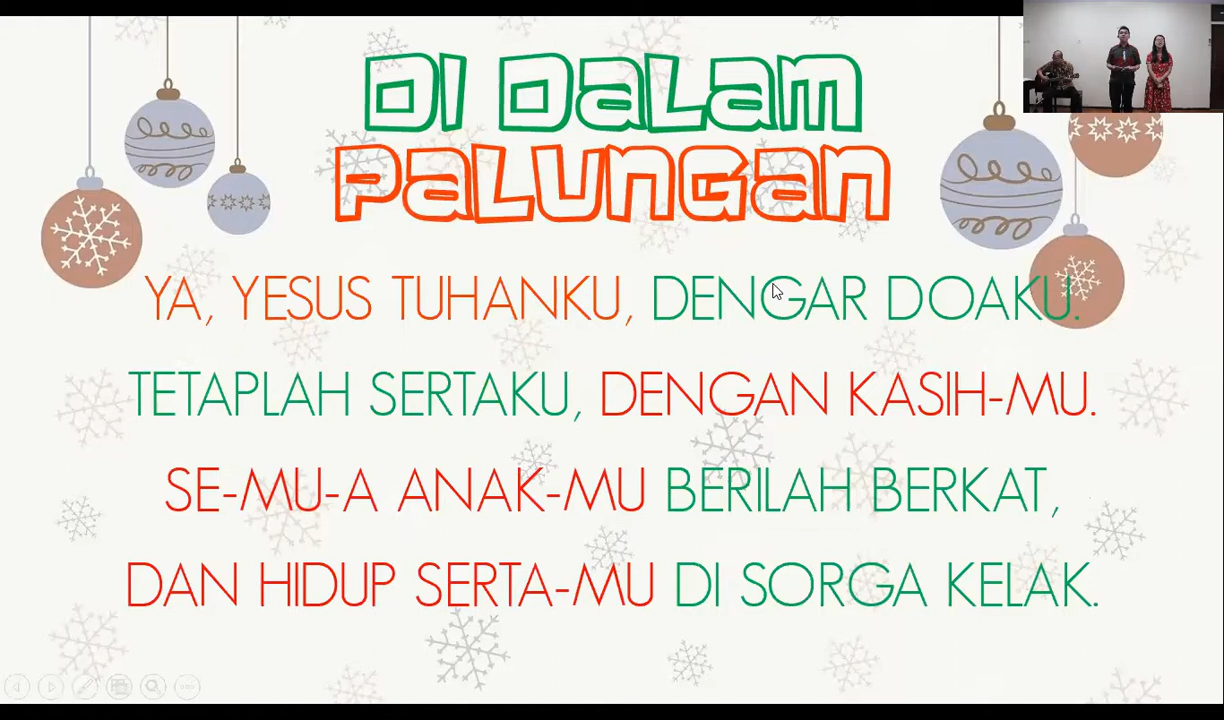 DI DALAM
PALUNGAN
YA, YESUS TUHANKU, DENGAR DOAKU.
TETAPLAH SERTAKU, DENGAN KASIH-MU.
SE-MU-A ANAK-MU BERILAH BERKAT,
DAN HIDUP SERTA-MU DI SORGA KELAK.